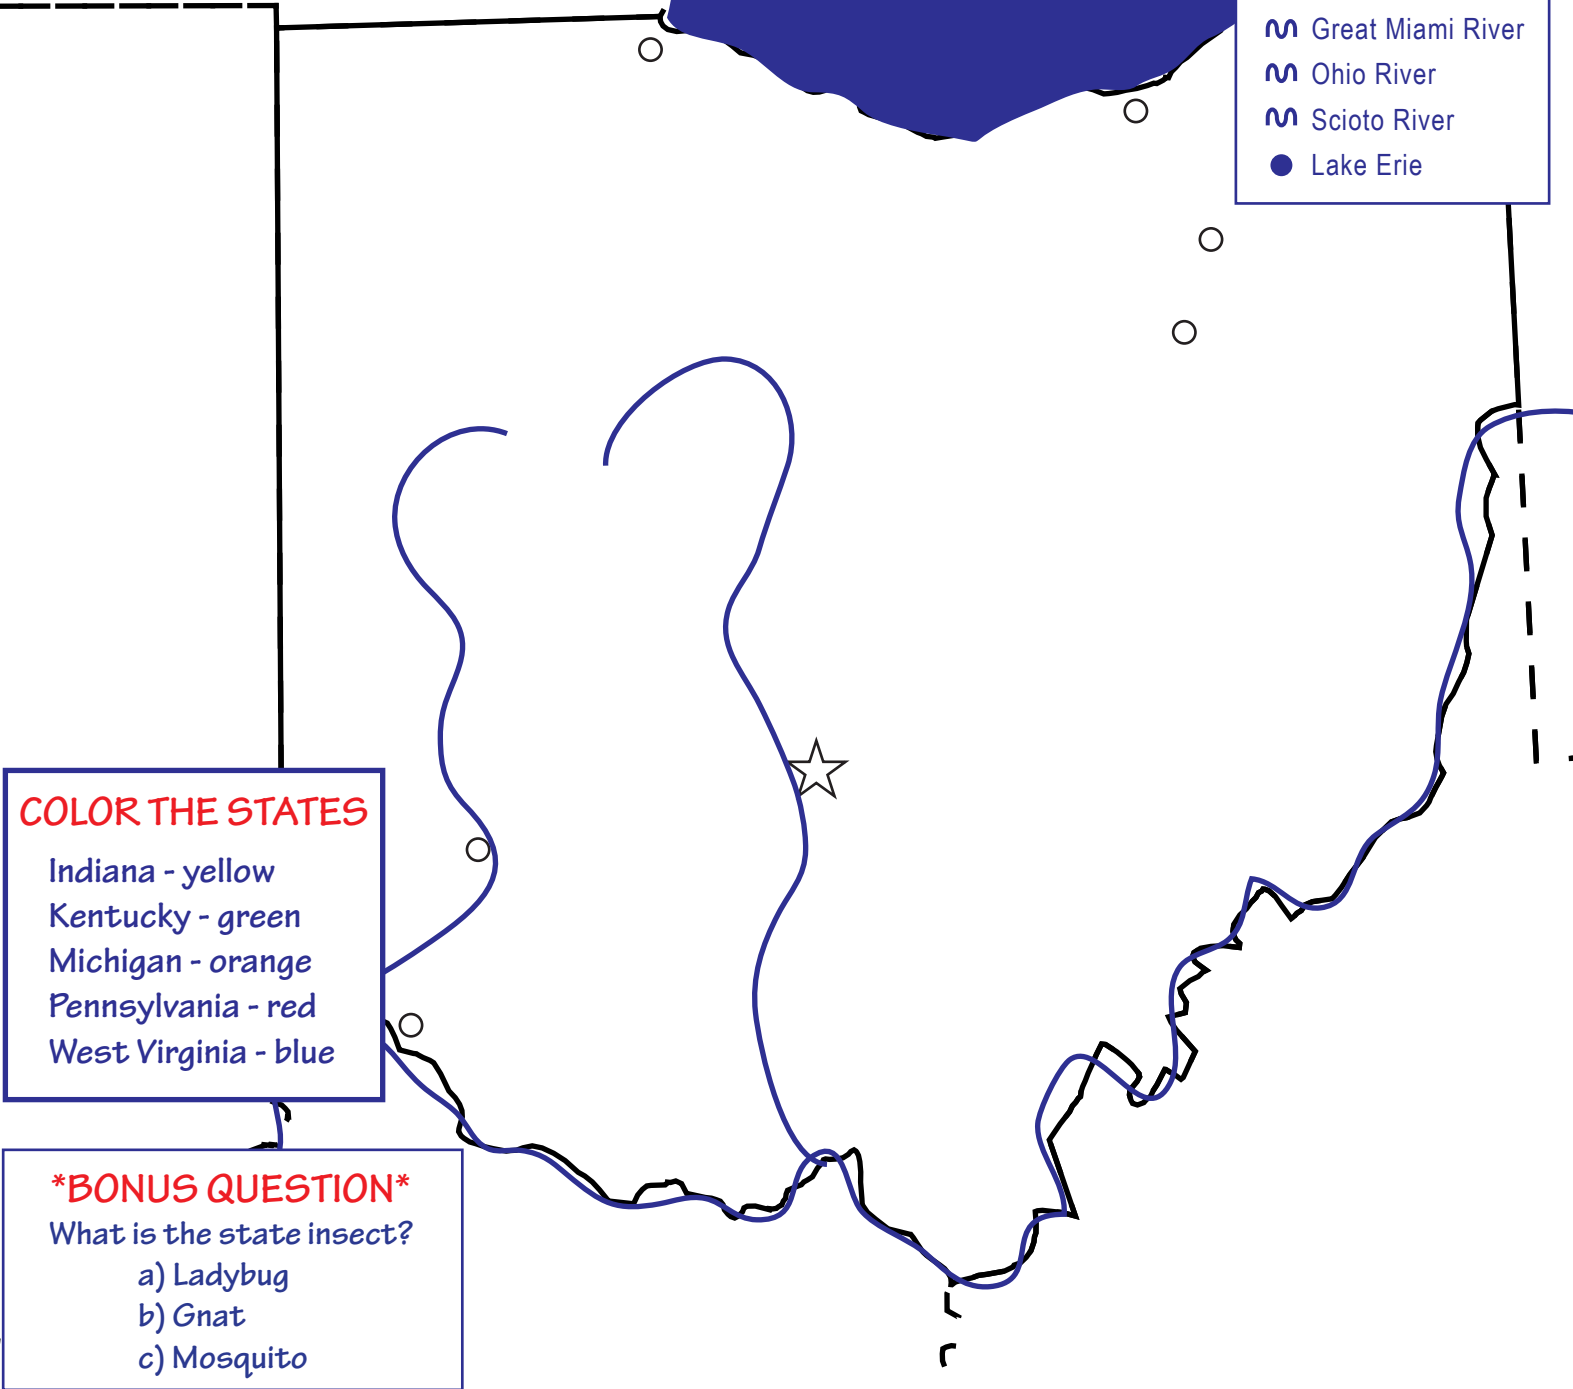 Great Miami River
Ohio River
Scioto River
Lake Erie
COLOR THE STATES
Indiana - yellow
Kentucky - green
Michigan - orange
Pennsylvania - red
West Virginia - blue
*BONUS QUESTION*
What is the state insect?
a) Ladybug
b) Gnat
c) Mosquito